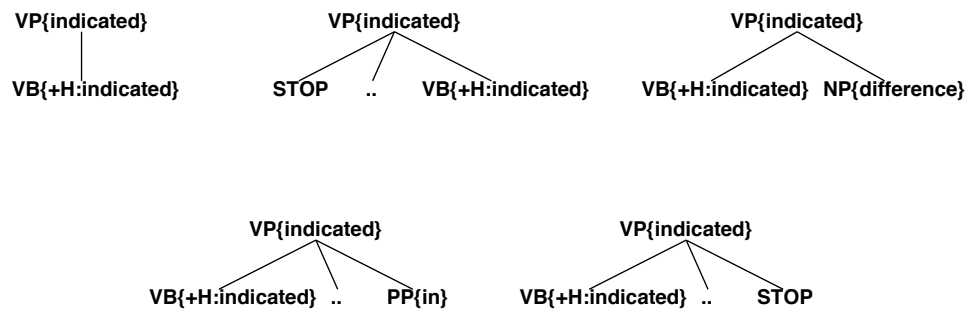 VP{indicated} VP{indicated} VP{indicated}
VB{+H:indicated} STOP .. VB{+H:indicated} VB{+H:indicated} NP{difference}
VP{indicated} VP{indicated}
VB{+H:indicated} .. PP{in} VB{+H:indicated} .. STOP